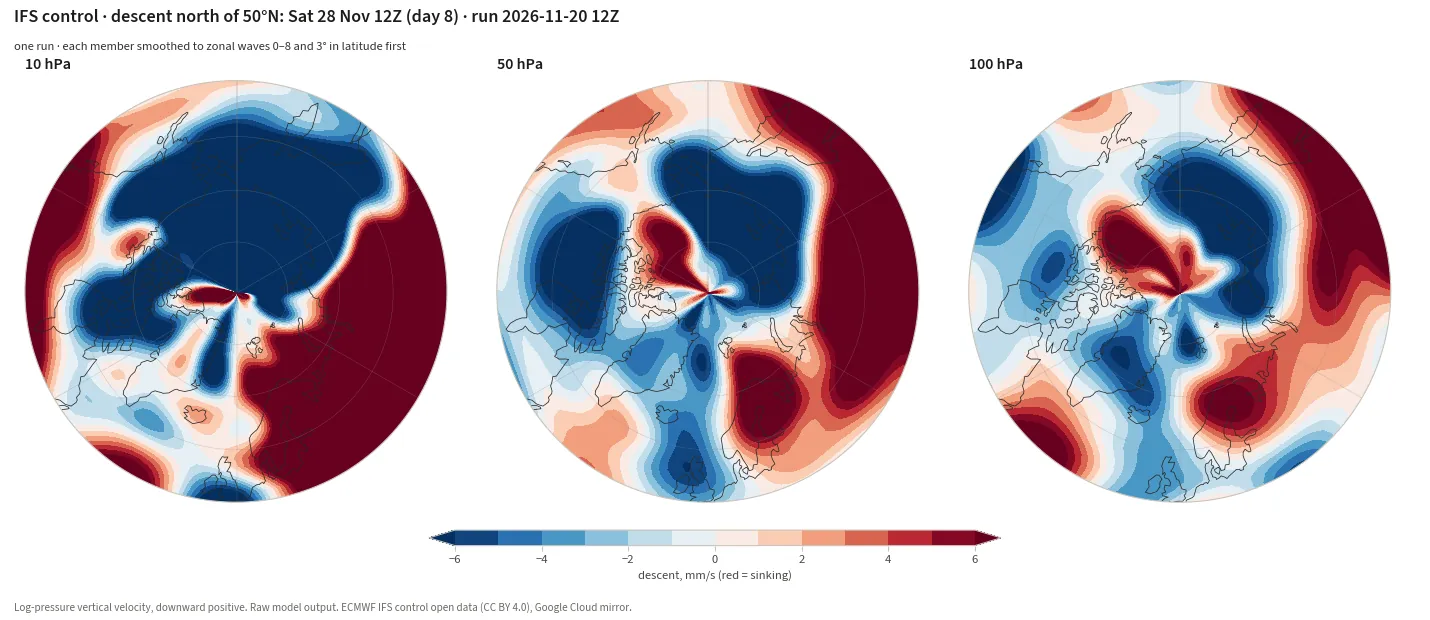 IFS control · descent north of 50°N: Sat 28 Nov 12Z (day 8) · run 2026-11-20 12Z
one run · each member smoothed to zonal waves 0–8 and 3° in latitude first
10 hPa
50 hPa
100 hPa
−6 −4 −2 0 2 4 6
descent, mm/s (red = sinking)
Log-pressure vertical velocity, downward positive. Raw model output. ECMWF IFS control open data (CC BY 4.0), Google Cloud mirror.